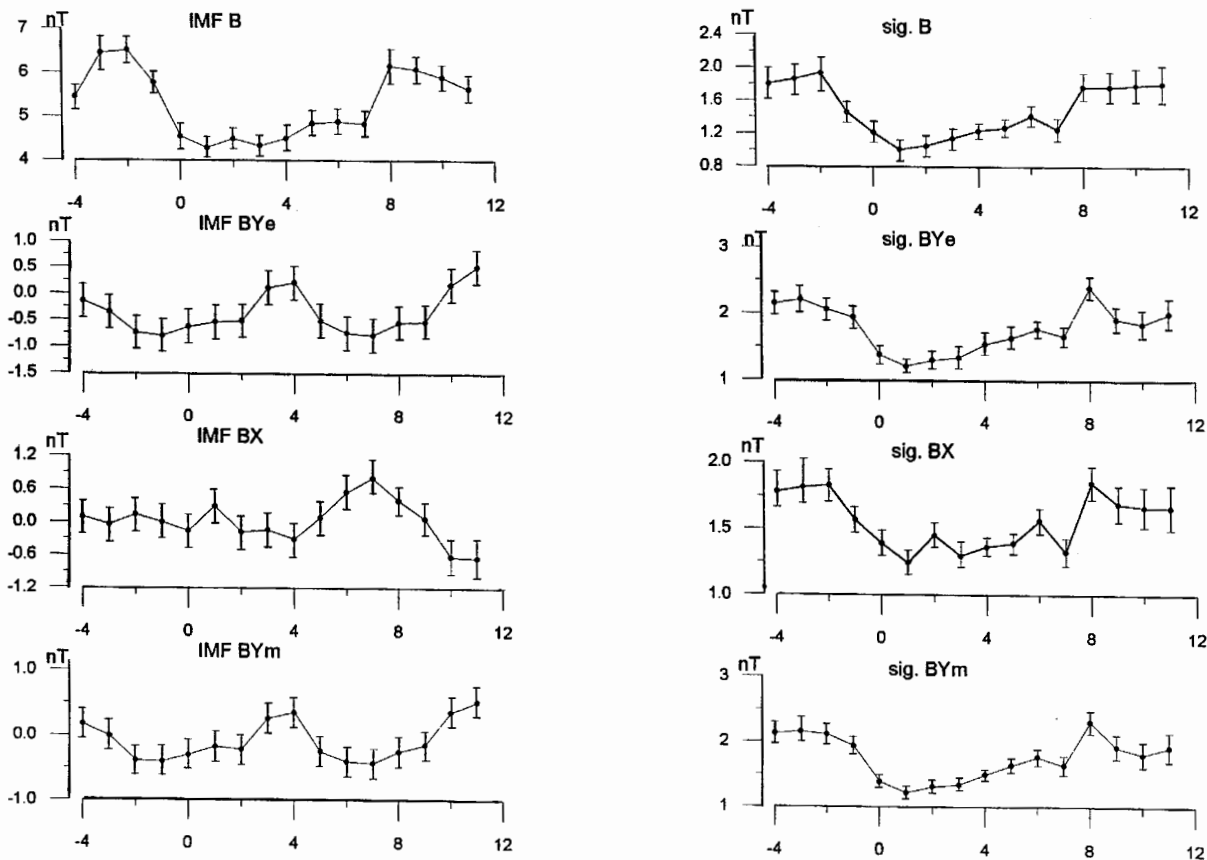 nT IMF B
7
6
5
4
-4 0 4 8 12
nT IMF BYe
1.0
0.5
0.0
-0.5
-1.0
-1.5
-4 0 4 8 12
nT IMF BX
1.2
0.6
0.0
-0.6
-1.2
-4 0 4 8 12
nT IMF BYm
1.0
0.0
-1.0
-4 0 4 8 12
nT sig. B
2.4
2.0
1.6
1.2
0.8
-4 0 4 8 12
nT sig. BYe
3
2
1
-4 0 4 8 12
nT sig. BX
2.0
1.5
1.0
-4 0 4 8 12
nT sig. BYm
3
2
1
-4 0 4 8 12